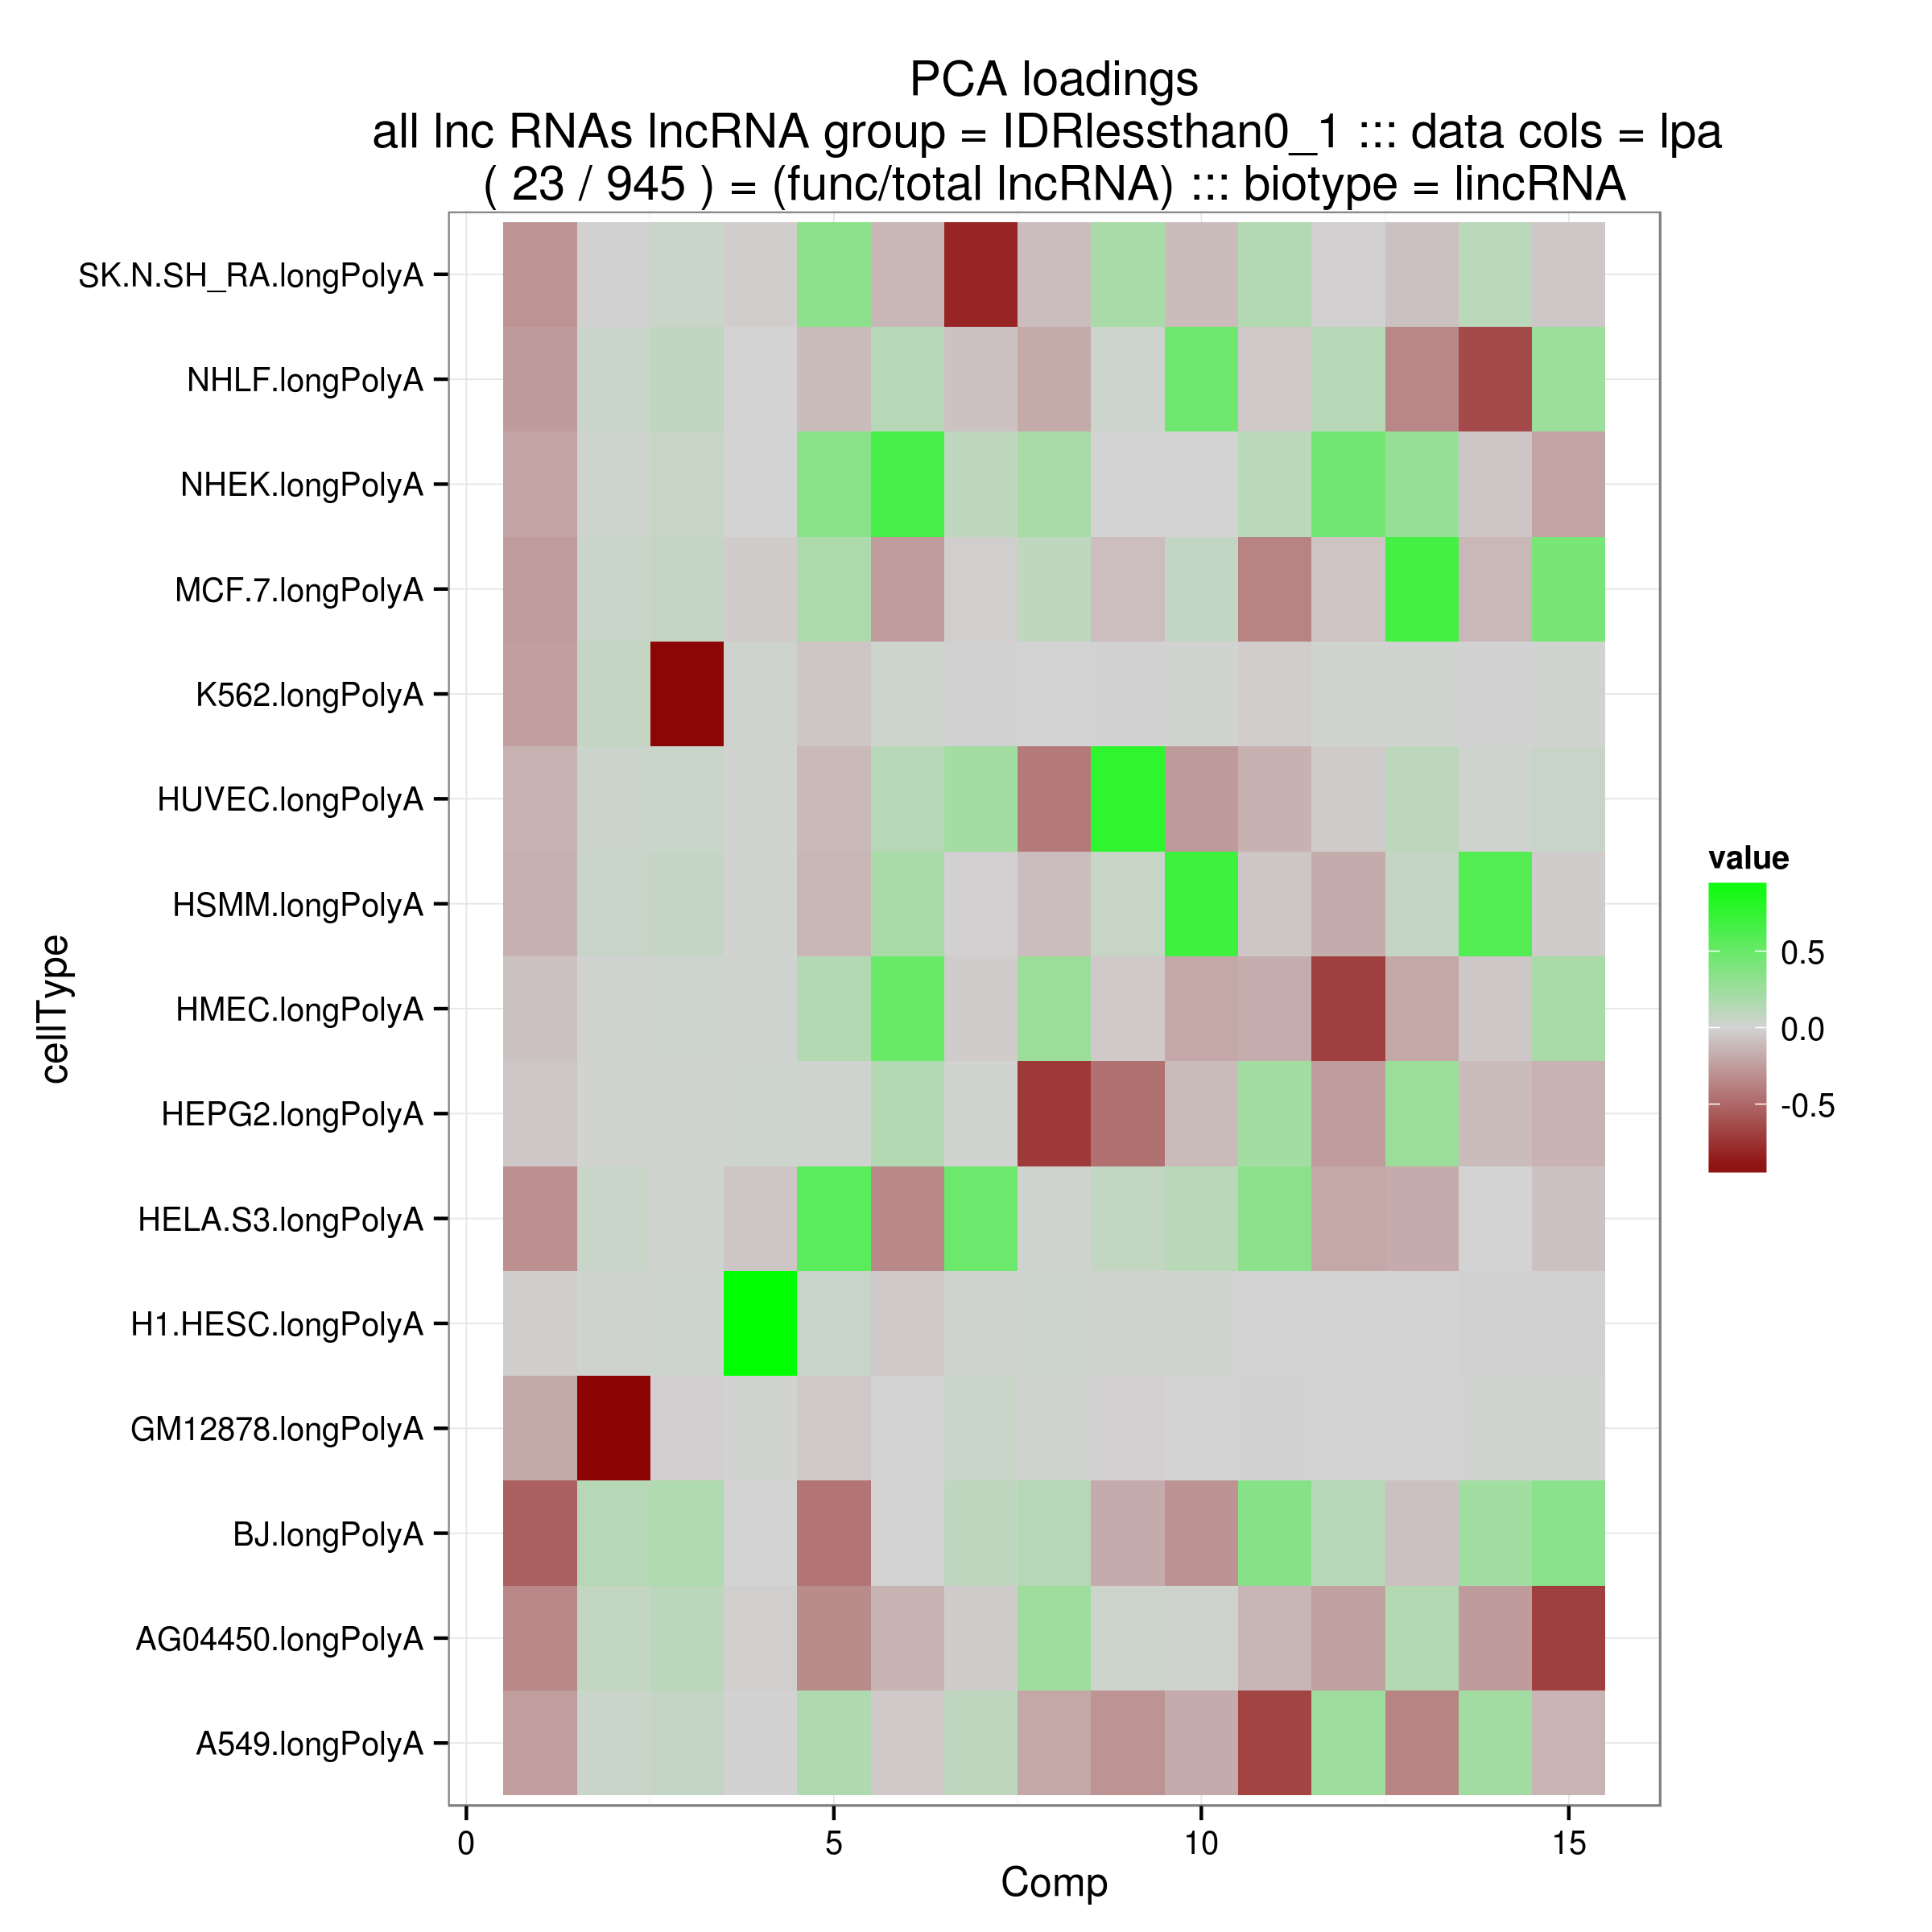 PCA loadings
all lnc RNAs lncRNA group = IDRlessthan0_1 ::: data cols = lpa
( 23 / 945 ) = (func/total lncRNA) ::: biotype = lincRNA
cellType
SK.N.SH_RA.longPolyA
NHLF.longPolyA
NHEK.longPolyA
MCF.7.longPolyA
K562.longPolyA
HUVEC.longPolyA
HSMM.longPolyA
HMEC.longPolyA
HEPG2.longPolyA
HELA.S3.longPolyA
H1.HESC.longPolyA
GM12878.longPolyA
BJ.longPolyA
AG04450.longPolyA
A549.longPolyA
0 5 10 15
Comp
value
0.5
0.0
-0.5